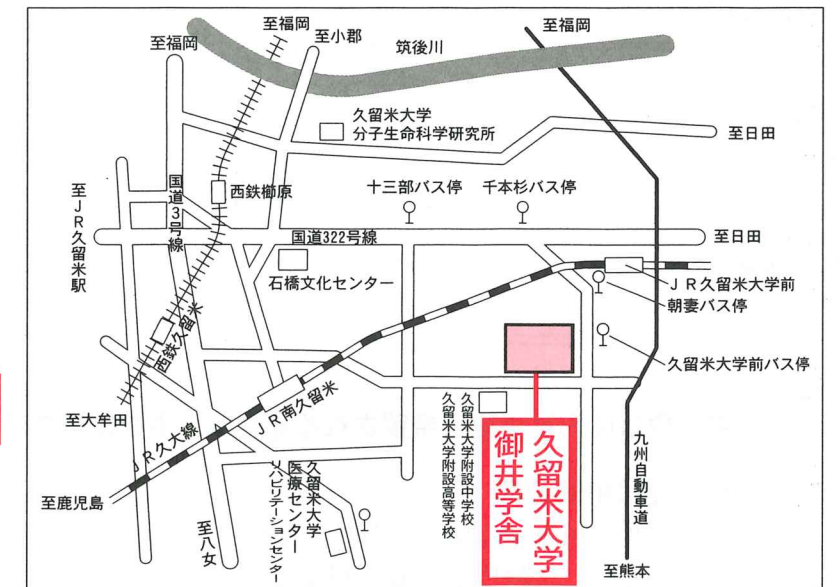 至福岡
至福岡
至小郡
筑後川
至福岡
久留米大学
分子生命科学研究所
至日田
至JR久留米駅
国道3号線
西鉄櫛原
十三部バス停
千本杉バス停
国道322号線
至日田
石橋文化センター
JR久留米大学前
朝妻バス停
西鉄久留米
久留米大学前バス停
至大牟田
JR久大線
JR南久留米
久留米大学附設中学校
久留米大学附設高等学校
久留米大学
御井学舎
九州自動車道
至鹿児島
至八女
久留米大学
医療センター
リハビリテーションセンター
至熊本